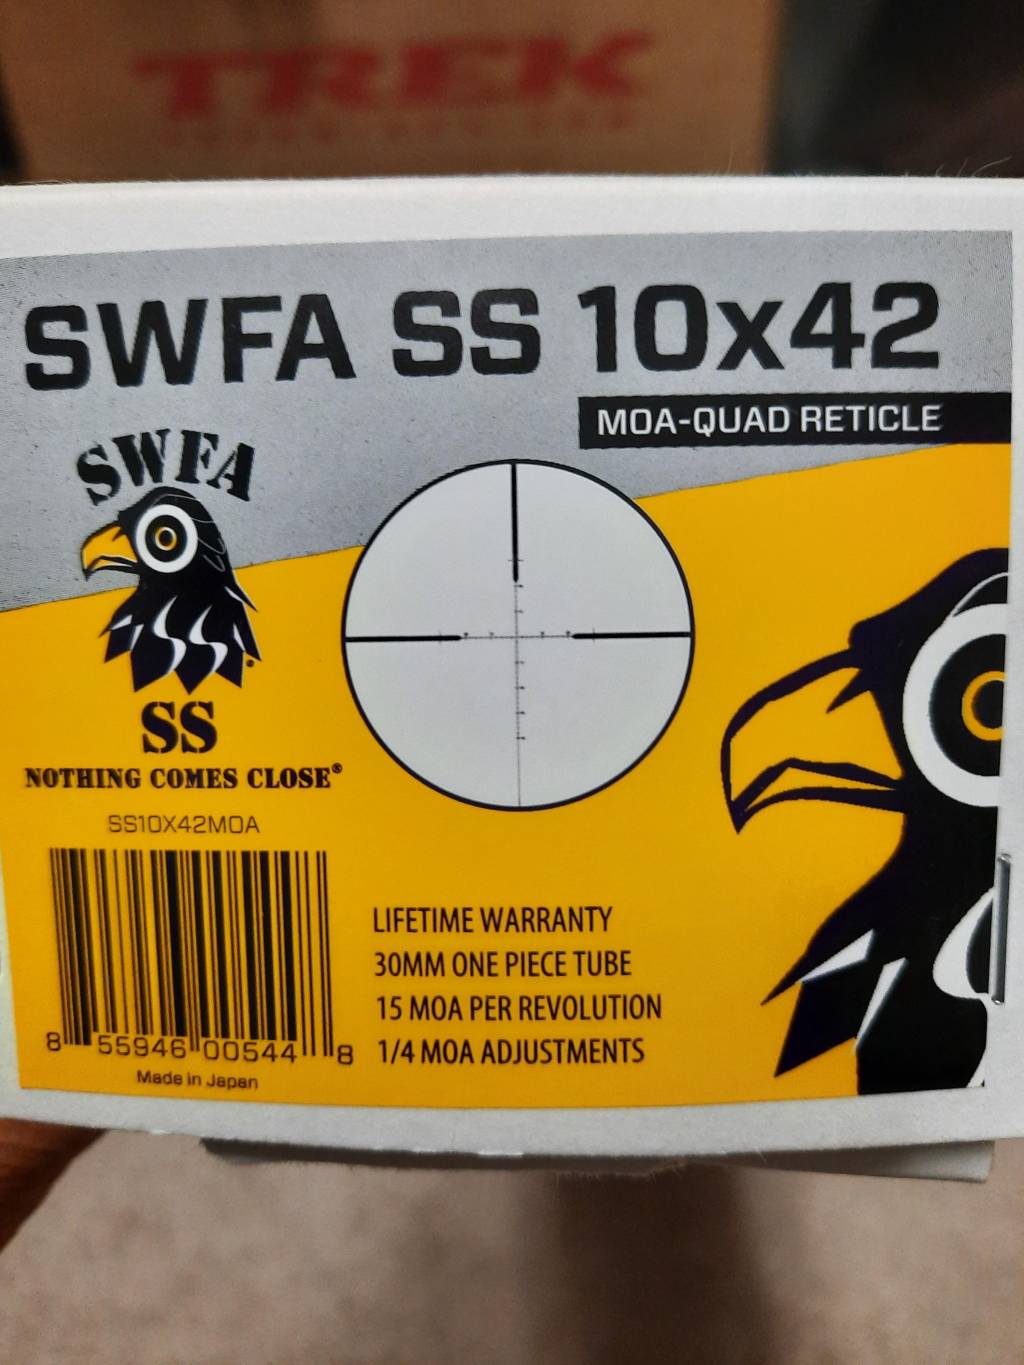 TREK
SWFA SS 10x42
MOA-QUAD RETICLE
SWFA
SS
SS
NOTHING COMES CLOSE®
SS10X42MOA
8 55946 00544 8
Made in Japan
LIFETIME WARRANTY
30MM ONE PIECE TUBE
15 MOA PER REVOLUTION
1/4 MOA ADJUSTMENTS